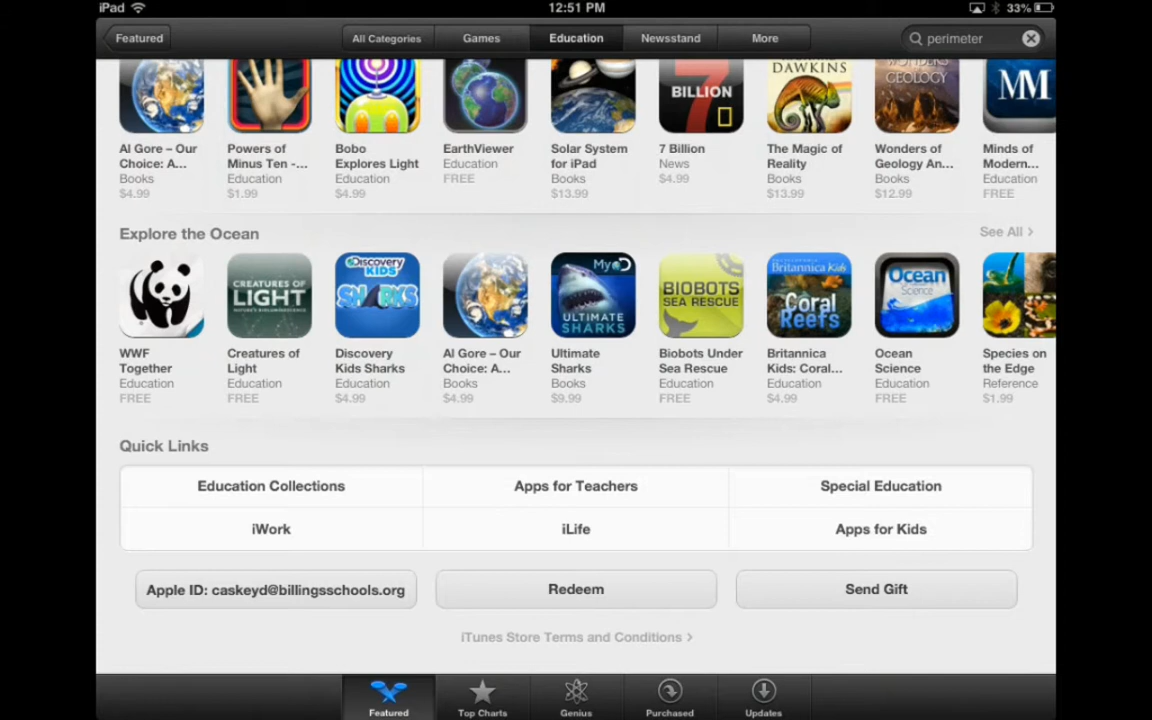 iPad 12:51 PM 33%
Featured All Categories Games Education Newsstand More perimeter
7 BILLION DAWKINS WONDERS GEOLOGY MM
Al Gore – Our Powers of Bobo EarthViewer Solar System 7 Billion The Magic of Wonders of Minds of
Choice: A... Minus Ten -... Explores Light Education for iPad News Reality Geology An... Modern...
Books Education Education FREE Books $4.99 Books Books Education
$4.99 $1.99 $4.99 $13.99 $13.99 $12.99 FREE
Explore the Ocean See All >
WWF CREATURES OF LIGHT Discovery KIDS SHARKS MyO ULTIMATE SHARKS BIOBOTS SEA RESCUE Britannica Kids Coral Reefs Ocean Science
WWF Creatures of Discovery Al Gore – Our Ultimate Biobots Under Britannica Ocean Species on
Together Light Kids Sharks Choice: A... Sharks Sea Rescue Kids: Coral... Science the Edge
Education Education Education Books Books Education Education Education Reference
FREE FREE $4.99 $4.99 $9.99 FREE $4.99 FREE $1.99
Quick Links
Education Collections Apps for Teachers Special Education
iWork iLife Apps for Kids
Apple ID: caskeyd@billingsschools.org Redeem Send Gift
iTunes Store Terms and Conditions >
Featured Top Charts Genius Purchased Updates